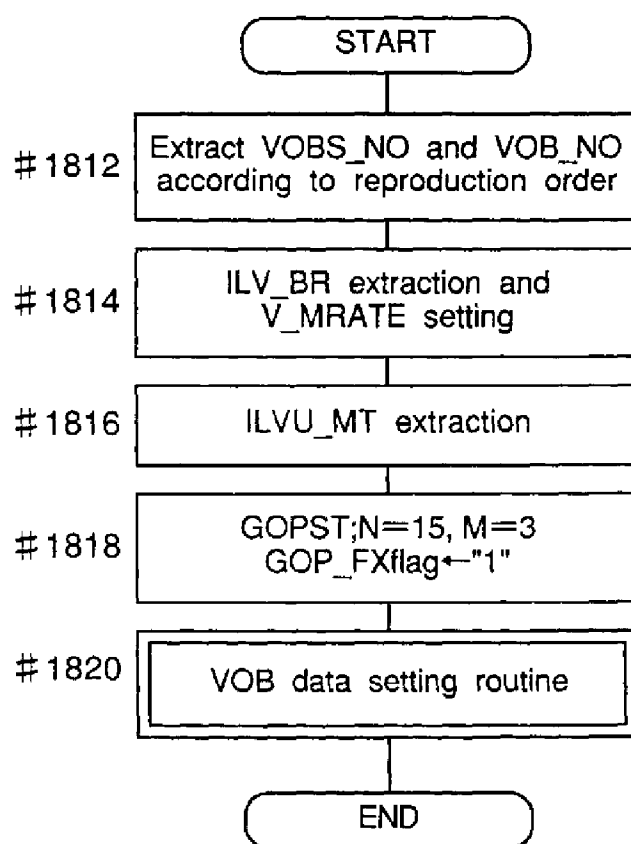 START
#1812
Extract VOBS_NO and VOB_NO
according to reproduction order
#1814
ILV_BR extraction and
V_MRATE setting
#1816
ILVU_MT extraction
#1818
GOPST;N=15, M=3
GOP_FXflag←"1"
#1820
VOB data setting routine
END